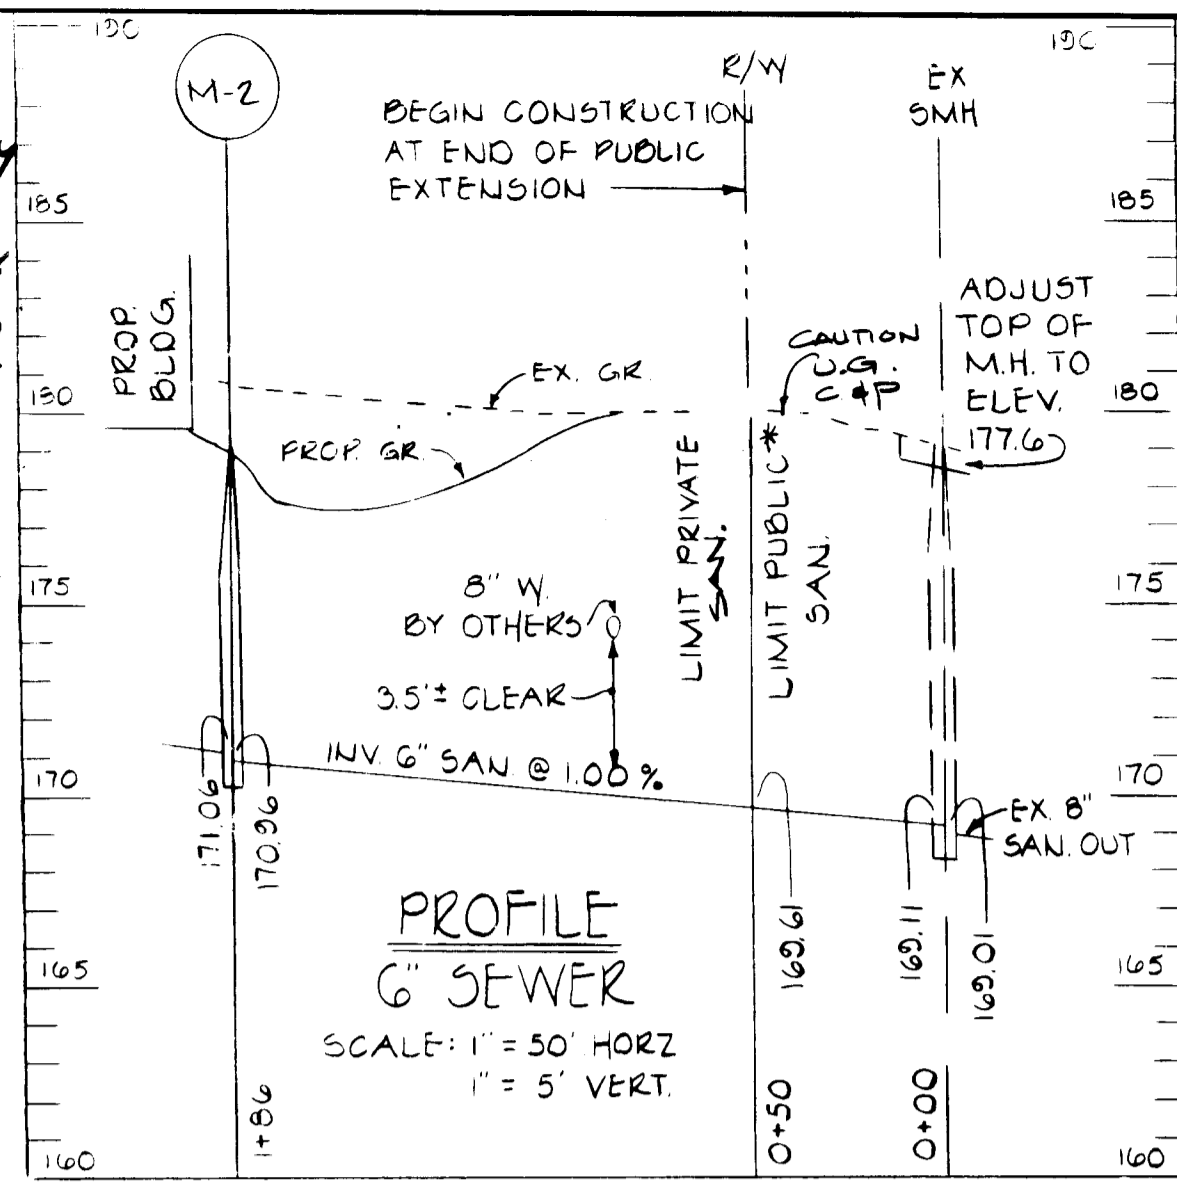 190
190
M-2
R/W
EX
SMH
BEGIN CONSTRUCTION
AT END OF PUBLIC
EXTENSION
185
185
PROP.
BLDG.
ADJUST
TOP OF
M.H. TO
ELEV.
177.6
CAUTION
U.G.
C&P
EX. GR.
180
180
PROP. GR.
LIMIT PRIVATE
SAN.
LIMIT PUBLIC*
SAN.
175
175
8" W.
BY OTHERS
3.5'± CLEAR
INV. 6" SAN. @ 1.00%
170
170
171.06
170.96
EX. 8"
SAN. OUT
PROFILE
6" SEWER
SCALE: 1" = 50' HORZ
1" = 5' VERT.
169.61
169.11
169.01
165
165
1+86
0+50
0+00
160
160